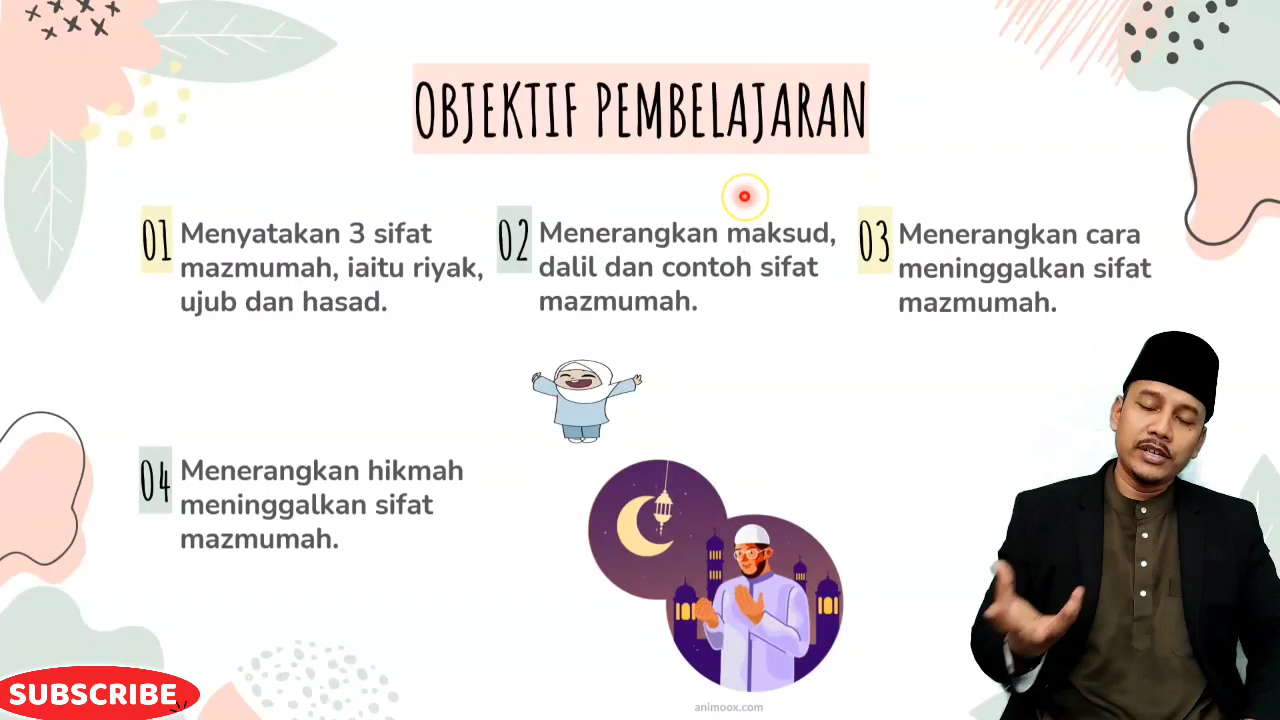 OBJEKTIF PEMBELAJARAN
01
Menyatakan 3 sifat
mazmumah, iaitu riyak,
ujub dan hasad.
02
Menerangkan maksud,
dalil dan contoh sifat
mazmumah.
03
Menerangkan cara
meninggalkan sifat
mazmumah.
04
Menerangkan hikmah
meninggalkan sifat
mazmumah.
SUBSCRIBE
animoox.com